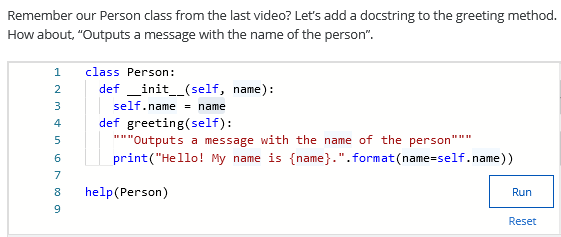 Remember our Person class from the last video? Let's add a docstring to the greeting method.
How about, “Outputs a message with the name of the person”.
1 class Person:
2   def __init__(self, name):
3     self.name = name
4   def greeting(self):
5     """Outputs a message with the name of the person"""
6     print("Hello! My name is {name}.".format(name=self.name))
7
8 help(Person)
9
Run
Reset